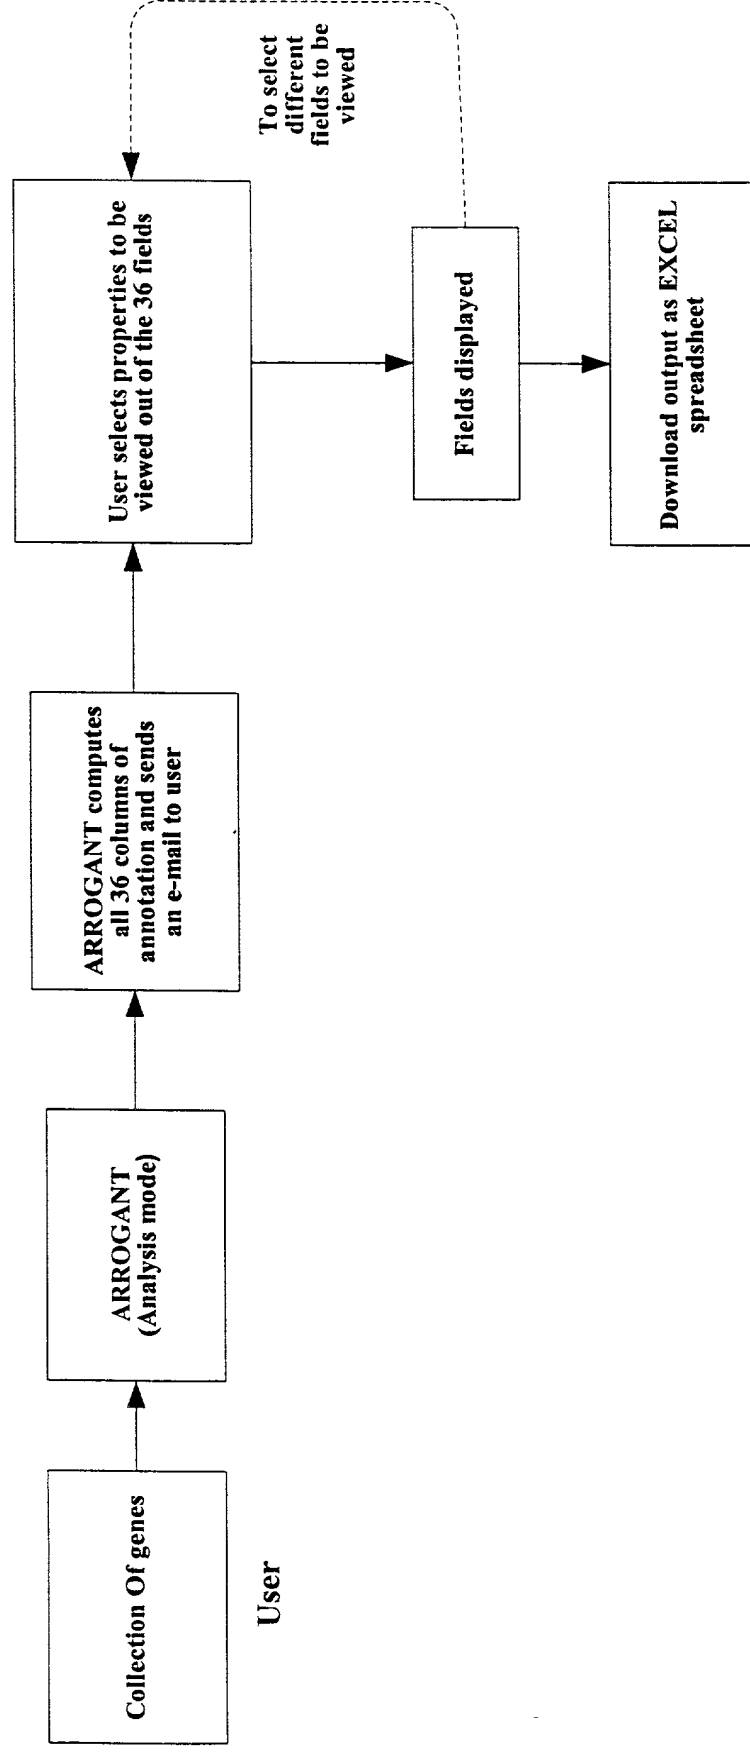 Collection Of genes
User
ARROGANT
(Analysis mode)
ARROGANT computes
all 36 columns of
annotation and sends
an e-mail to user
User selects properties to be
viewed out of the 36 fields
To select
different
fields to be
viewed
Fields displayed
Download output as EXCEL
spreadsheet